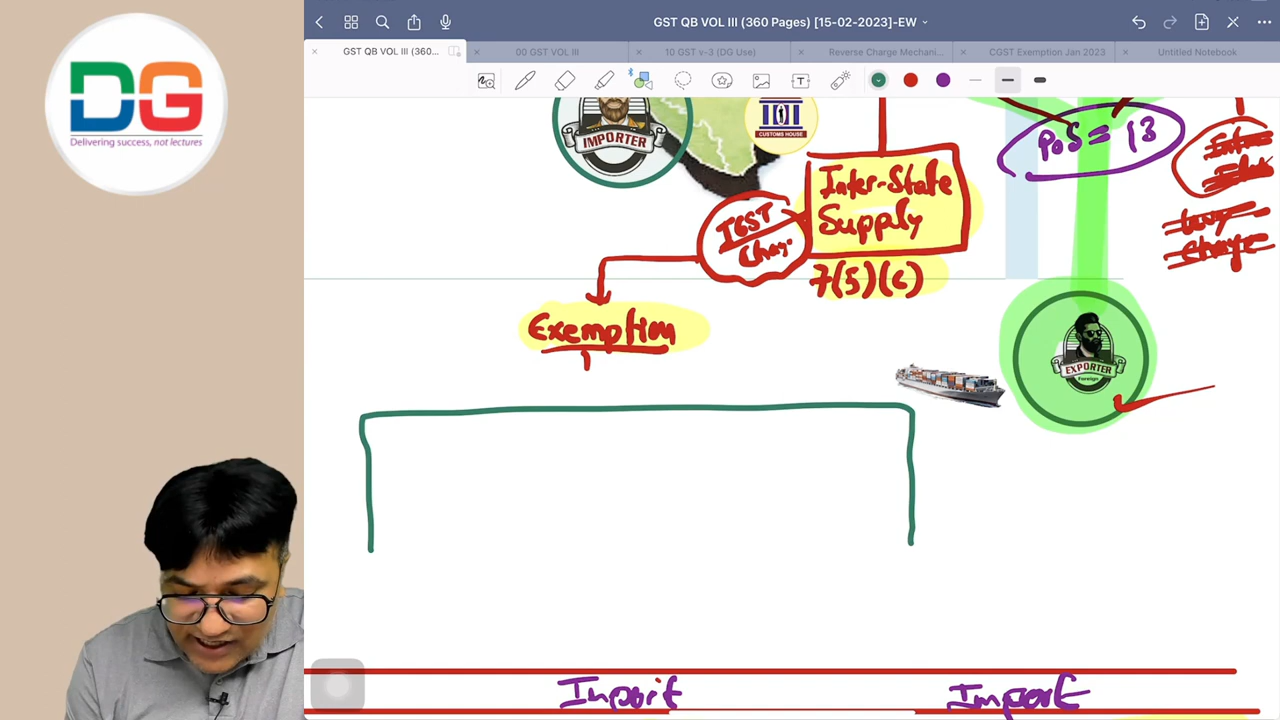 DG
Delivering success, not lectures
GST QB VOL III (360 Pages) [15-02-2023]-EW
GST QB VOL III (360...
00 GST VOL III
10 GST v-3 (DG Use)
Reverse Charge Mechani...
CGST Exemption Jan 2023
Untitled Notebook
T
IMPORTER
CUSTOMS HOUSE
PoS = 13
Inter-State
Supply
IGST
7(5)(6)
Exemption
EXPORTER
Foreign
Import
Import